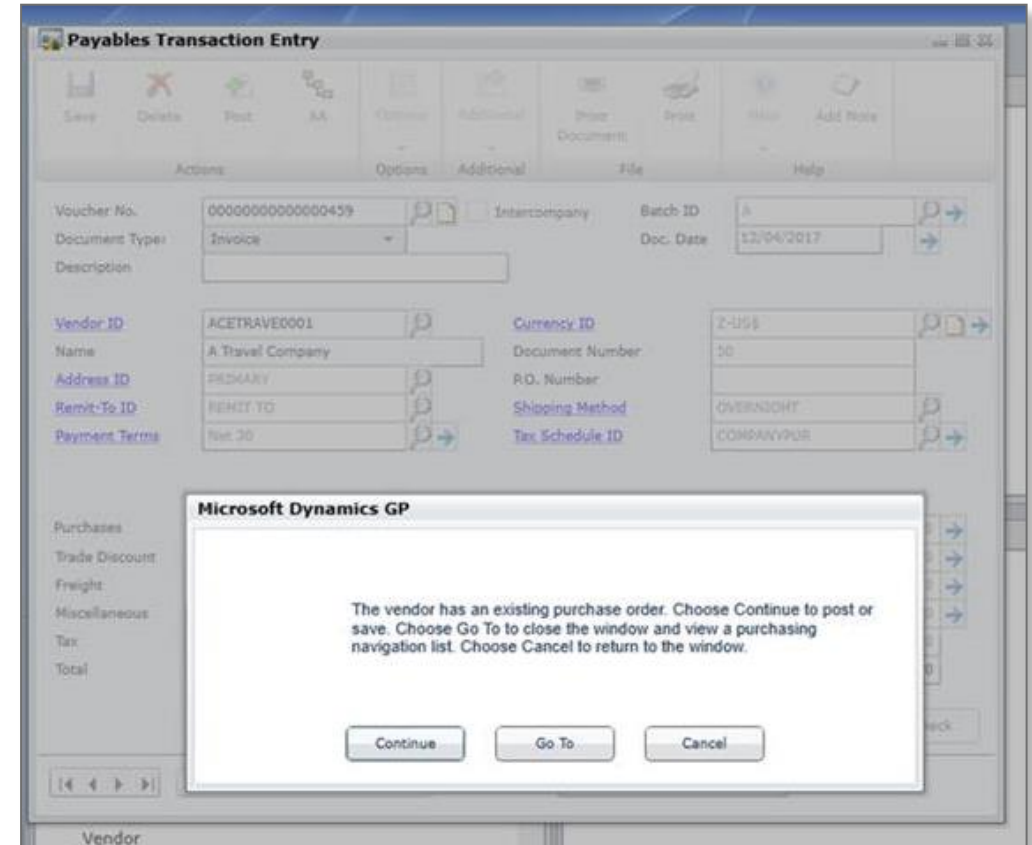 Payables Transaction Entry
Save Delete Post AA Options Additional Print Document Print Help Add Note
Actions Options Additional File Help
Voucher No. 00000000000000459 Intercompany Batch ID A
Document Type: Invoice Doc. Date 12/04/2017
Description
Vendor ID ACETRAVE0001 Currency ID Z-US$
Name A Travel Company Document Number 50
Address ID PRIMARY P.O. Number
Remit-To ID REMIT TO Shipping Method OVERNIGHT
Payment Terms Net 30 Tax Schedule ID COMPANYPUR
Microsoft Dynamics GP
Purchases
Trade Discount
Freight
Miscellaneous
Tax
Total
The vendor has an existing purchase order. Choose Continue to post or
save. Choose Go To to close the window and view a purchasing
navigation list. Choose Cancel to return to the window.
Continue Go To Cancel
Vendor